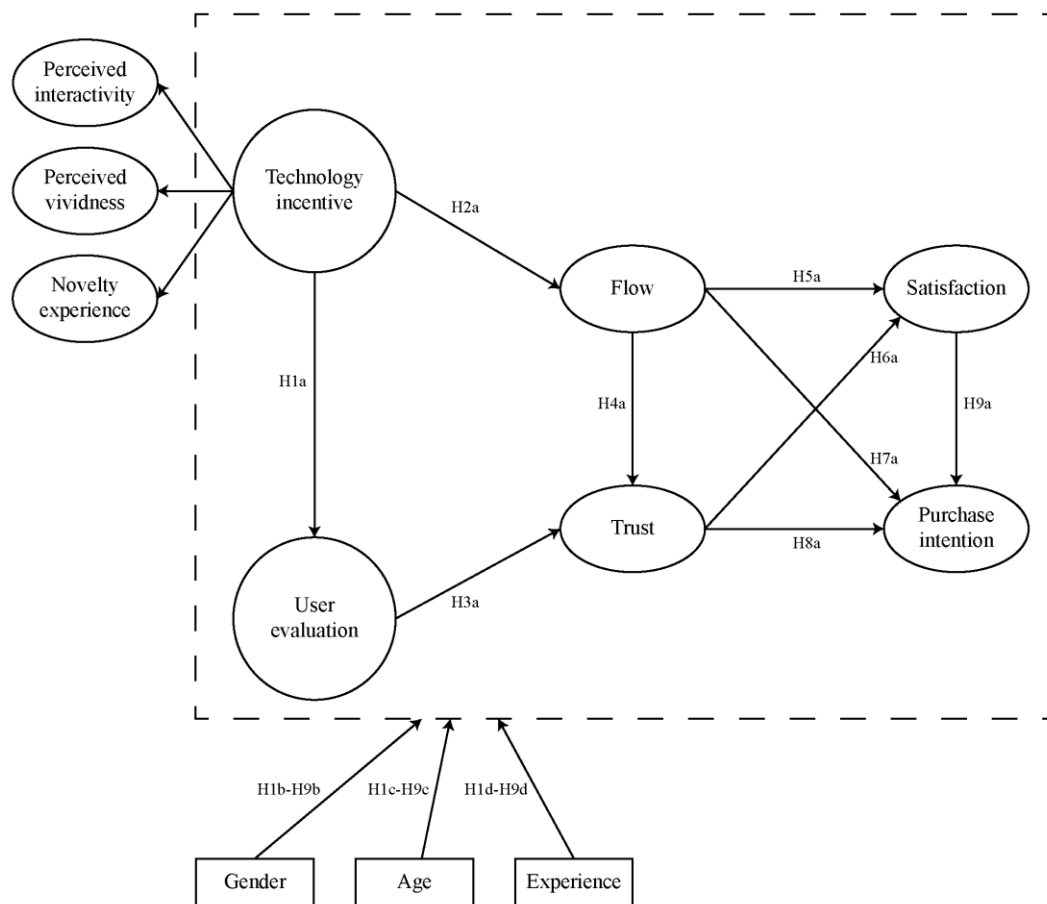 Perceived
interactivity
Perceived
vividness
Novelty
experience
Technology
incentive
H2a
Flow
H5a
Satisfaction
H1a
H4a
H6a
H9a
H7a
Trust
H8a
Purchase
intention
User
evaluation
H3a
H1b-H9b
H1c-H9c
H1d-H9d
Gender
Age
Experience